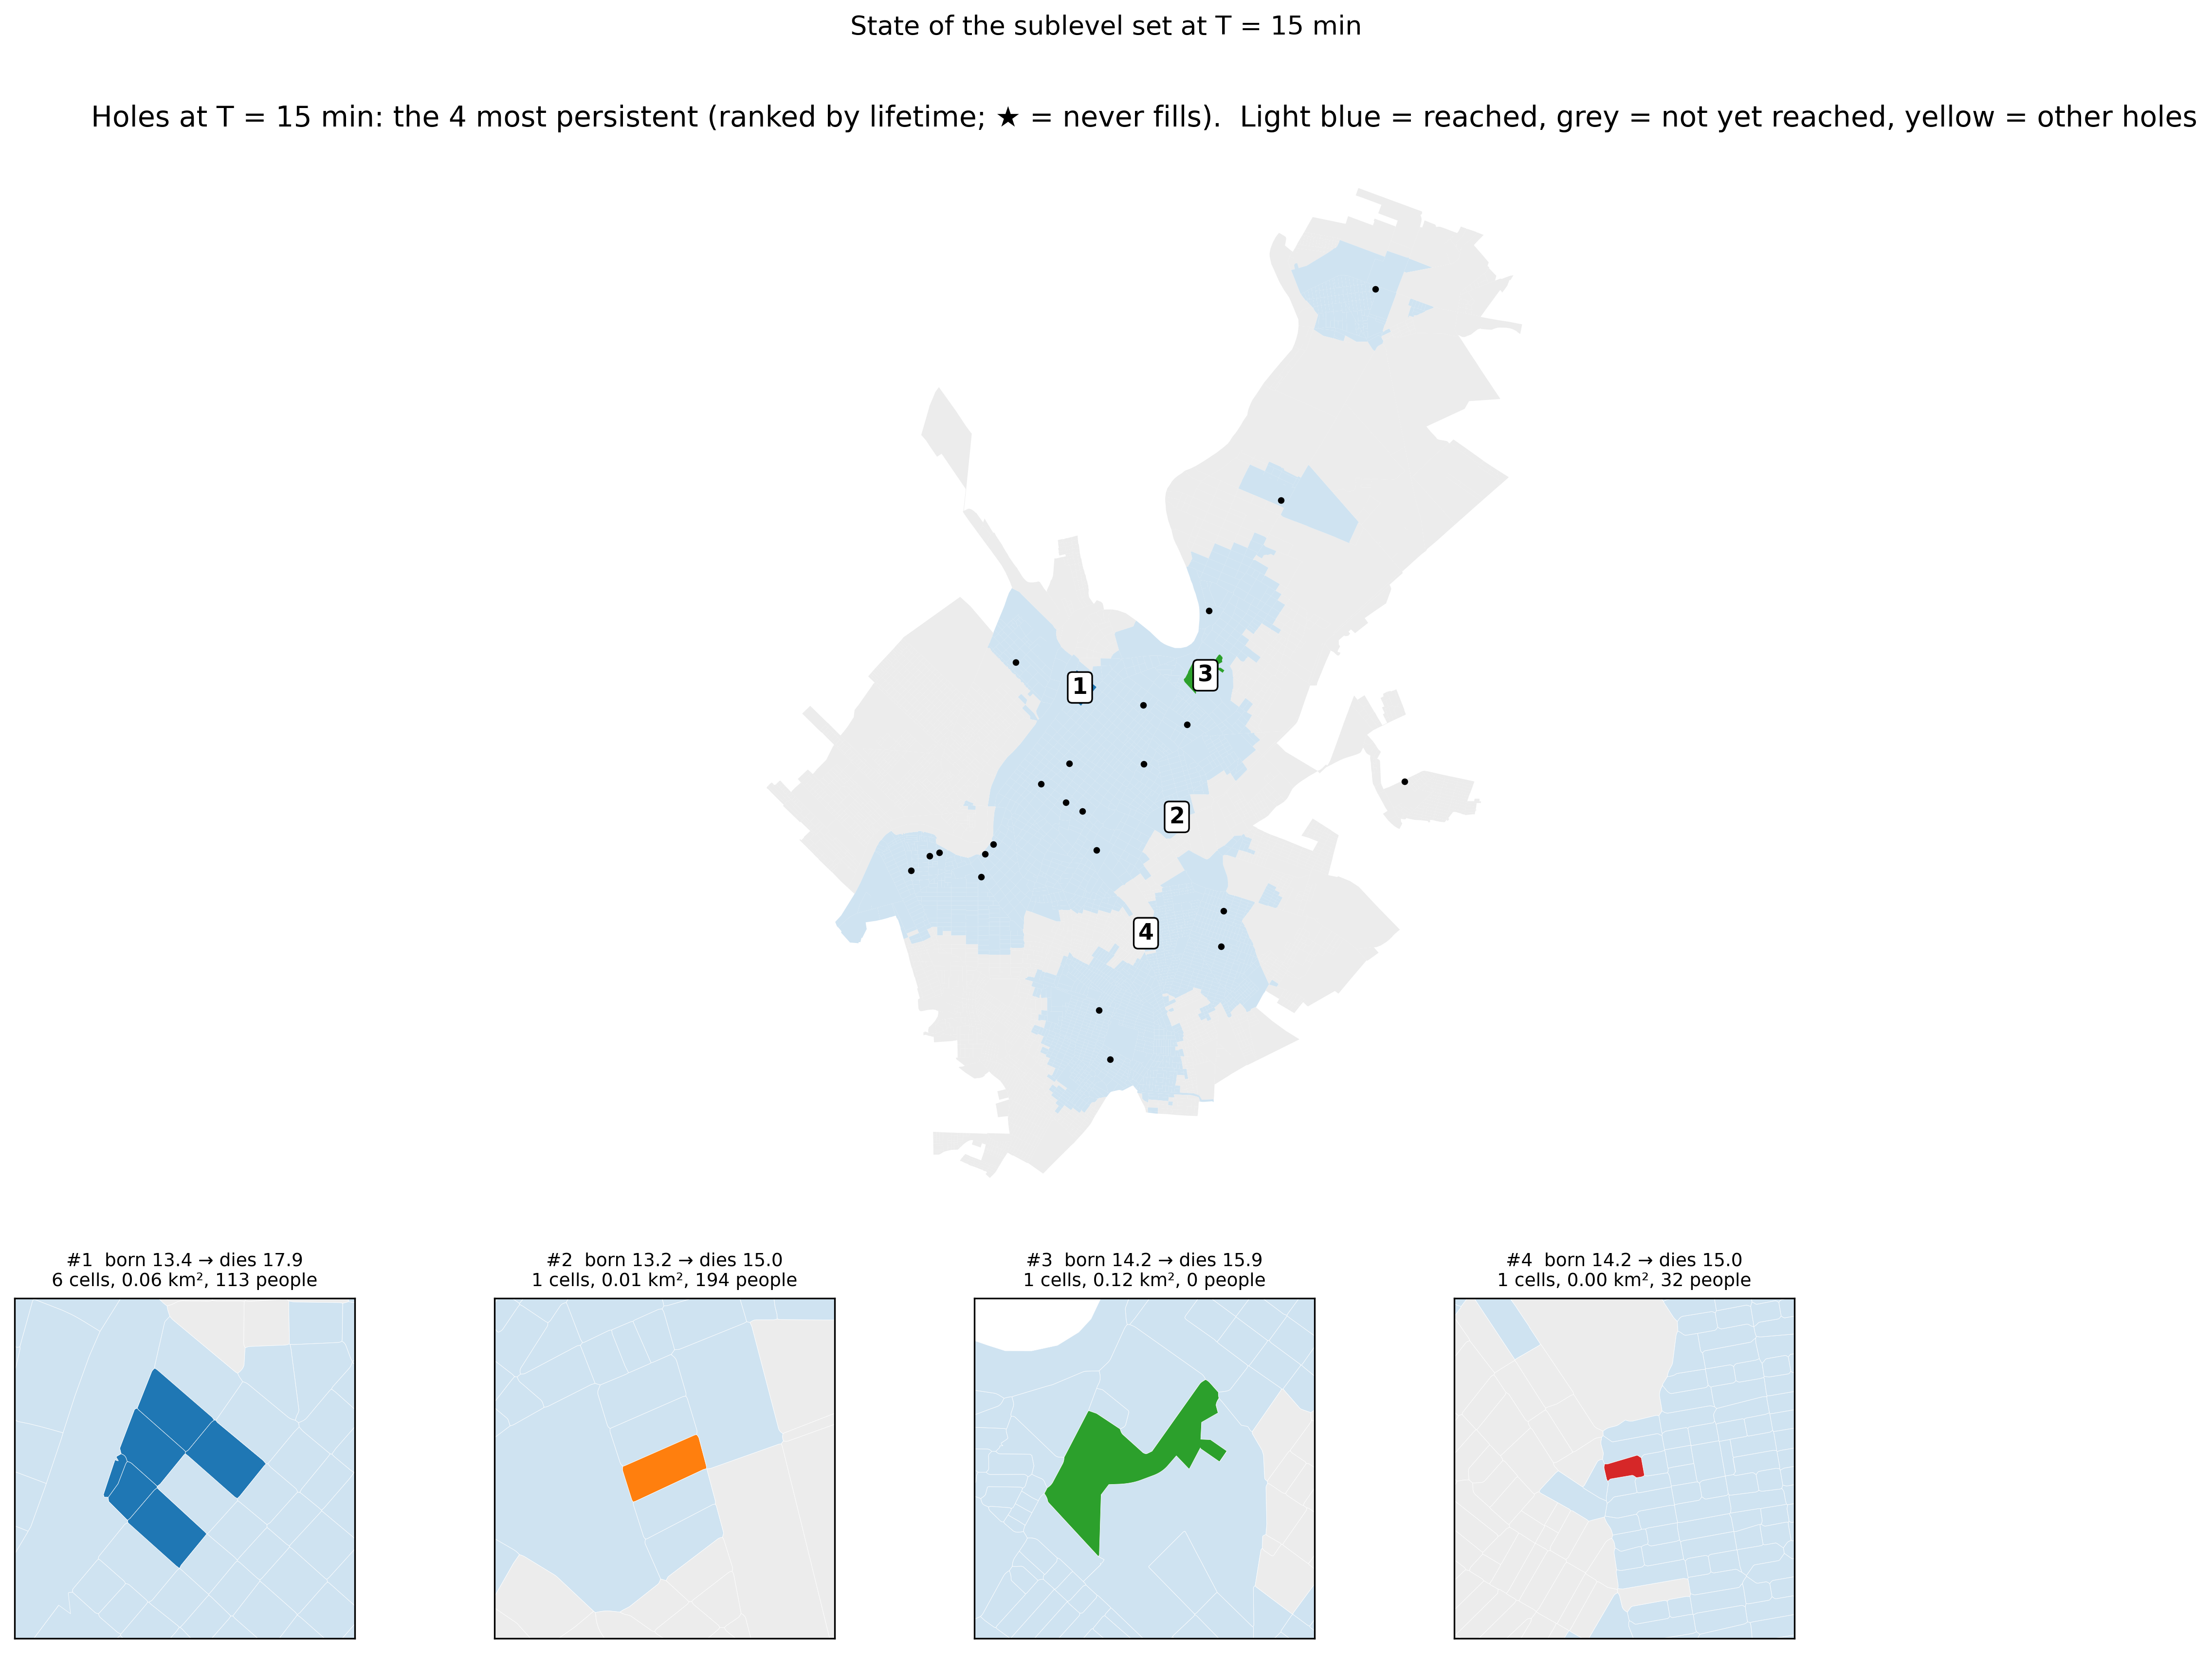 State of the sublevel set at T = 15 min
Holes at T = 15 min: the 4 most persistent (ranked by lifetime; ★ = never fills).  Light blue = reached, grey = not yet reached, yellow = other holes
1
3
2
4
#1  born 13.4 → dies 17.9
6 cells, 0.06 km², 113 people
#2  born 13.2 → dies 15.0
1 cells, 0.01 km², 194 people
#3  born 14.2 → dies 15.9
1 cells, 0.12 km², 0 people
#4  born 14.2 → dies 15.0
1 cells, 0.00 km², 32 people